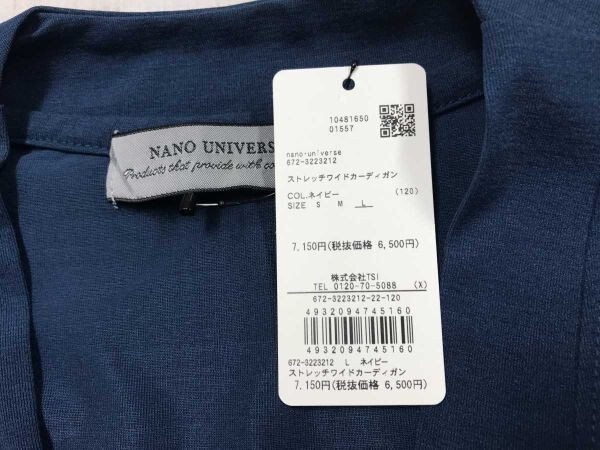 NANO UNIVERS
Products that provide with co
10481650
01557
nano·universe
672-3223212
ストレッチワイドカーディガン
COL.ネイビー (120)
SIZE S M L
7,150円(税抜価格 6,500円)
株式会社TSI
TEL 0120-70-5088 (X)
672-3223212-22-120
4932094745160
4932094745160
672-3223212 L ネイビー
ストレッチワイドカーディガン
7,150円(税抜価格 6,500円)